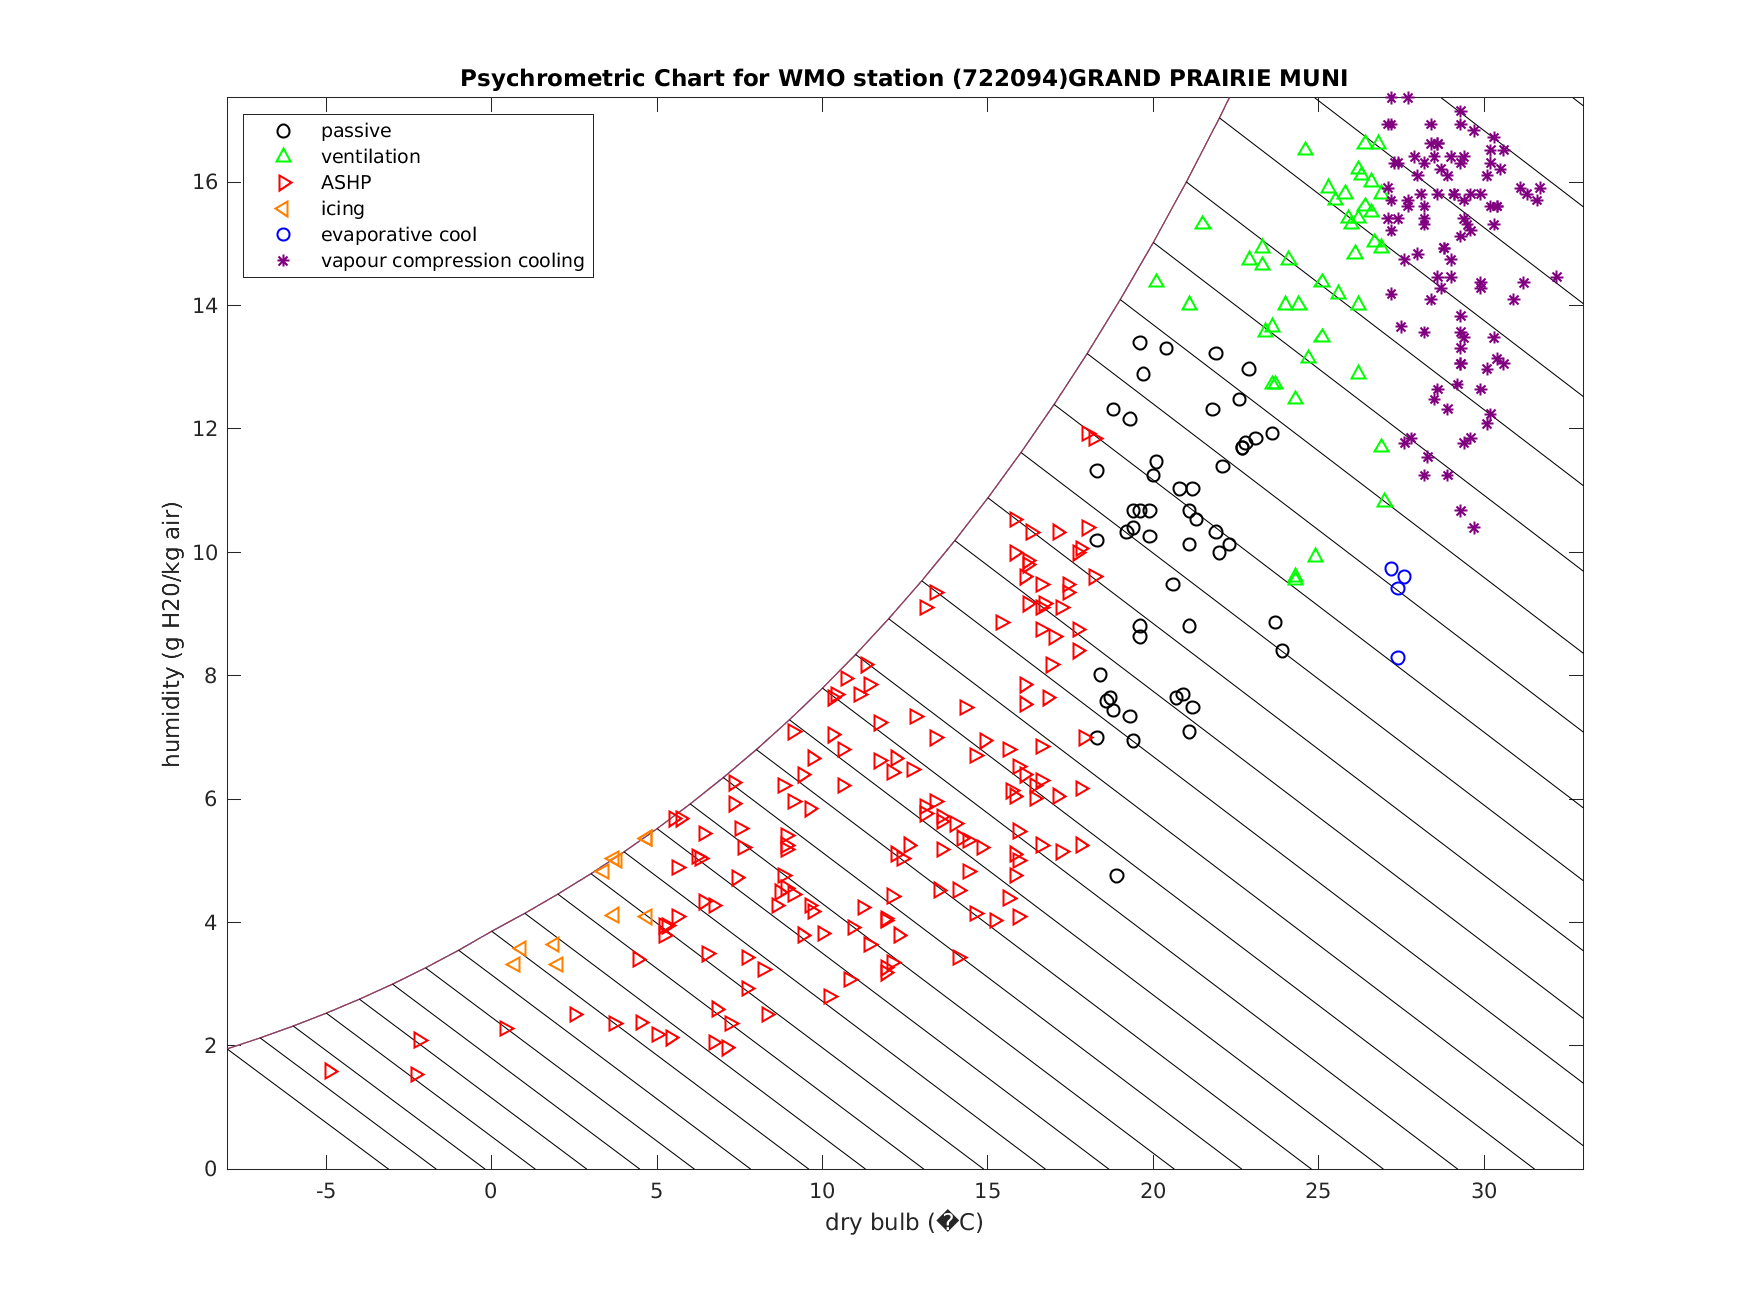 Psychrometric Chart for WMO station (722094)GRAND PRAIRIE MUNI
passive
ventilation
ASHP
icing
evaporative cool
vapour compression cooling
humidity (g H20/kg air)
16
14
12
10
8
6
4
2
0
-5 0 5 10 15 20 25 30
dry bulb (�C)